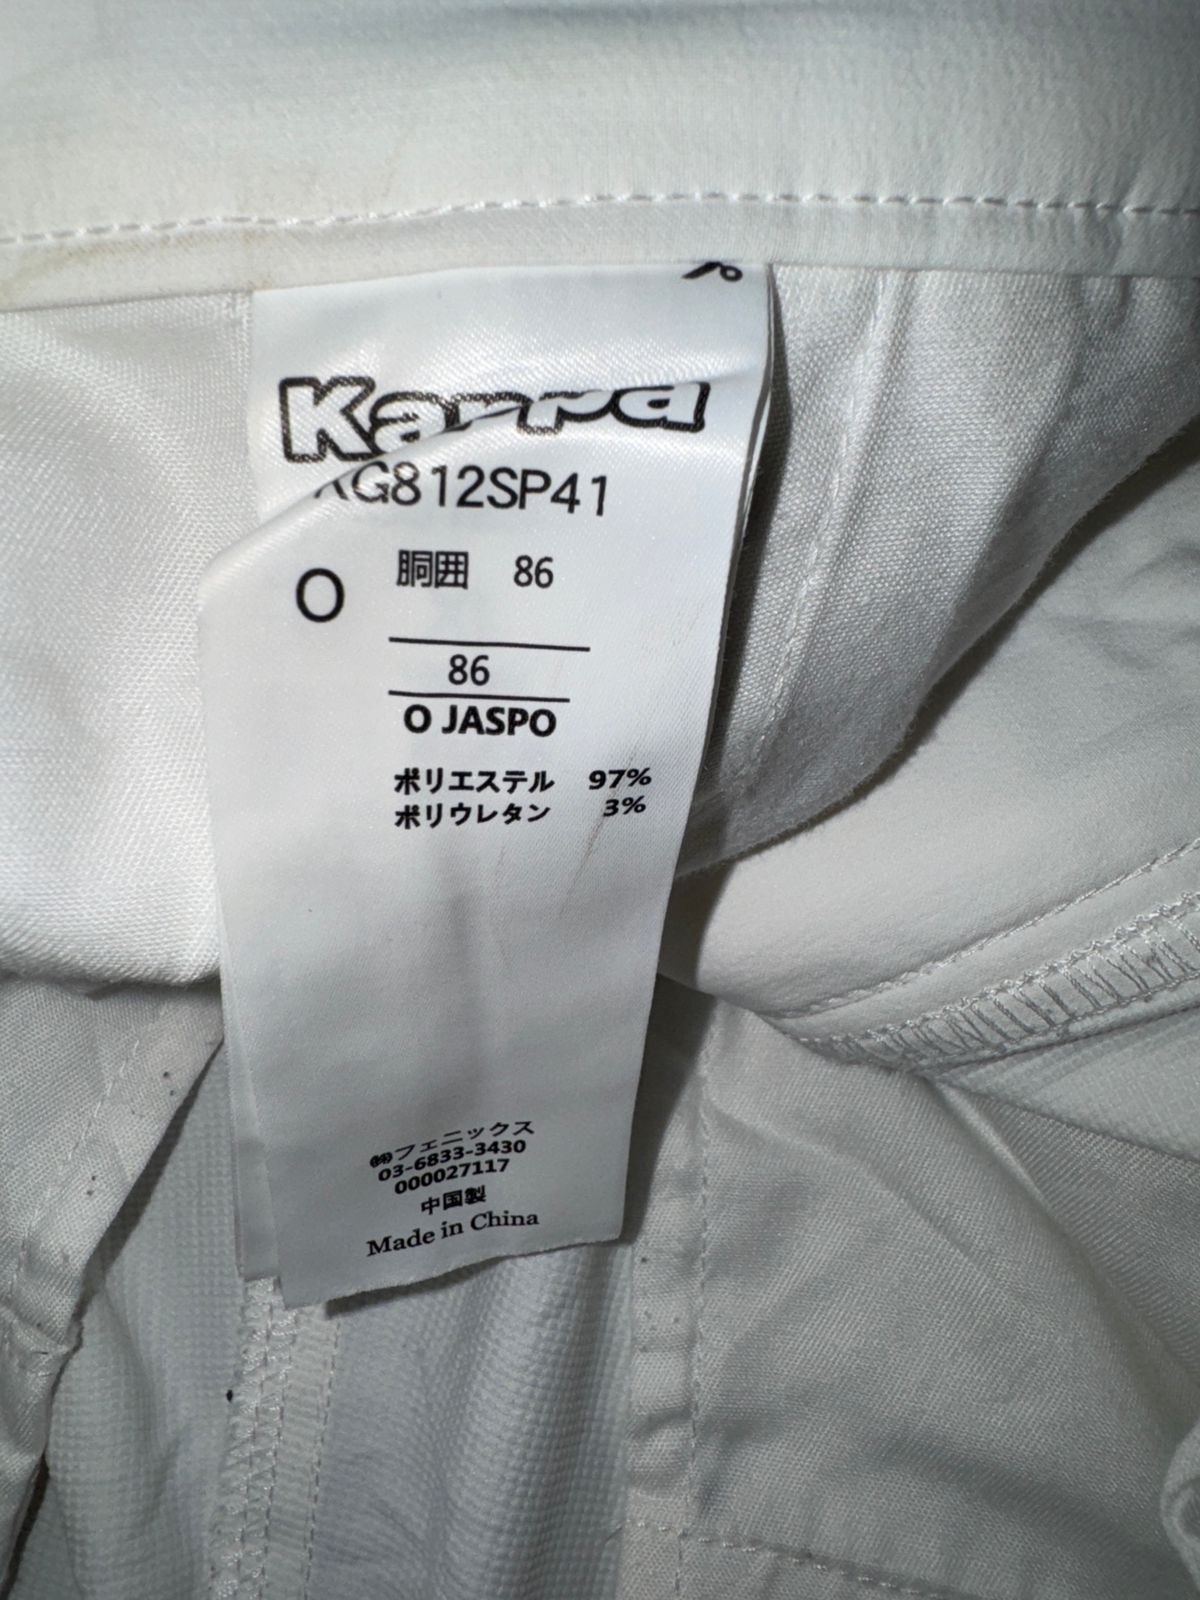 Kappa
KG812SP41
O
胴囲 86
86
O JASPO
ポリエステル 97%
ポリウレタン 3%
㈱フェニックス
03-6833-3430
000027117
中国製
Made in China